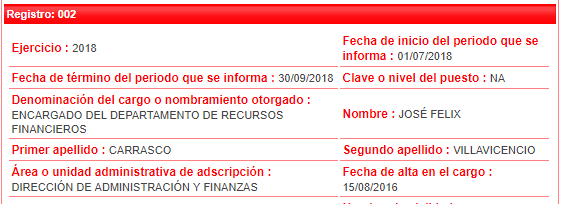 Registro: 002
Ejercicio : 2018
Fecha de inicio del periodo que se
informa : 01/07/2018
Fecha de término del periodo que se informa : 30/09/2018
Clave o nivel del puesto : NA
Denominación del cargo o nombramiento otorgado :
ENCARGADO DEL DEPARTAMENTO DE RECURSOS
FINANCIEROS
Nombre : JOSÉ FELIX
Primer apellido : CARRASCO
Segundo apellido : VILLAVICENCIO
Área o unidad administrativa de adscripción :
DIRECCIÓN DE ADMINISTRACIÓN Y FINANZAS
Fecha de alta en el cargo :
15/08/2016